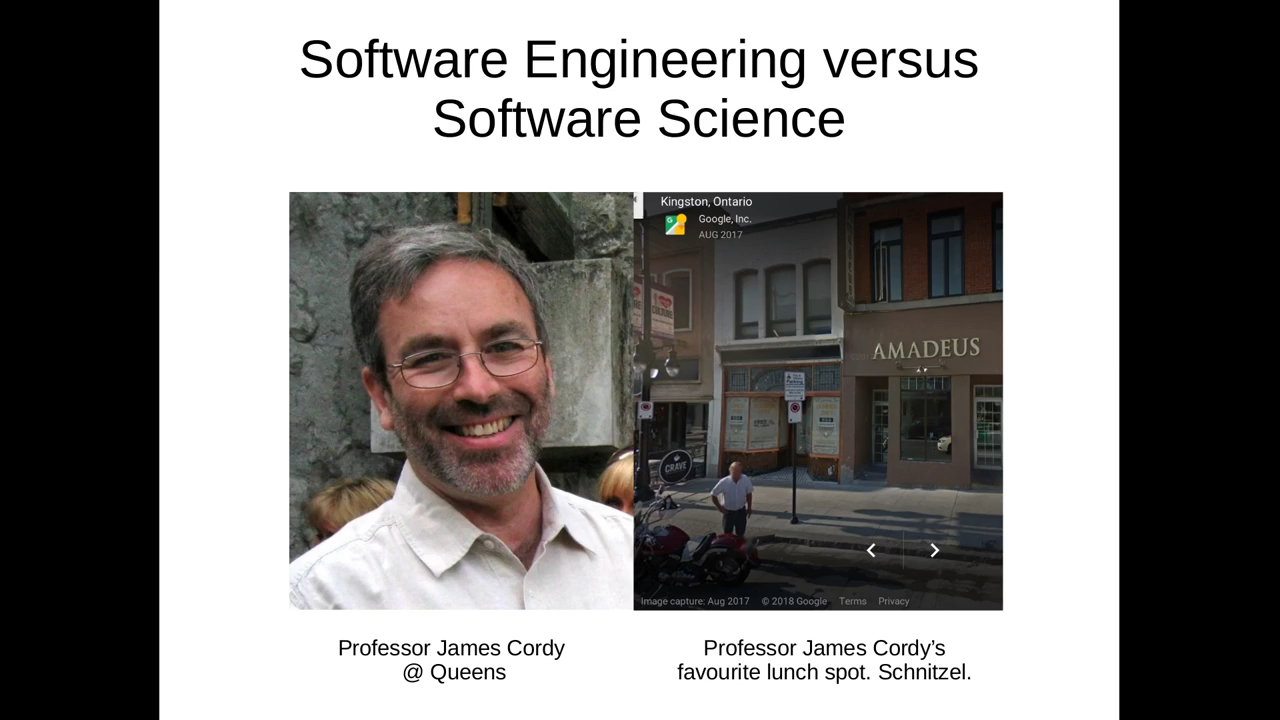 Software Engineering versus
Software Science
Kingston, Ontario
Google, Inc.
AUG 2017
AMADEUS
Parking
CRAVE
Image capture: Aug 2017 © 2018 Google Terms Privacy
Professor James Cordy
@ Queens
Professor James Cordy’s
favourite lunch spot. Schnitzel.